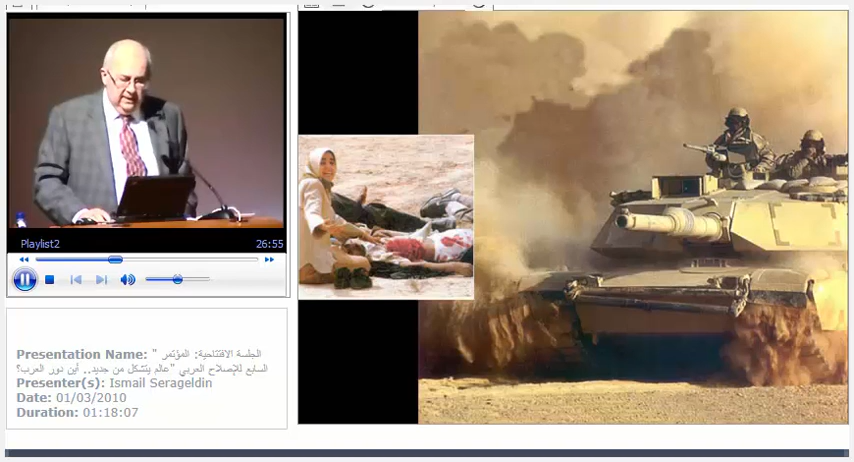 Playlist2
26:55
Presentation Name: " الجلسة الافتتاحية: المؤتمر
السابع للإصلاح العربي "عالم يتشكل من جديد.. أين دور العرب؟
Presenter(s): Ismail Serageldin
Date: 01/03/2010
Duration: 01:18:07